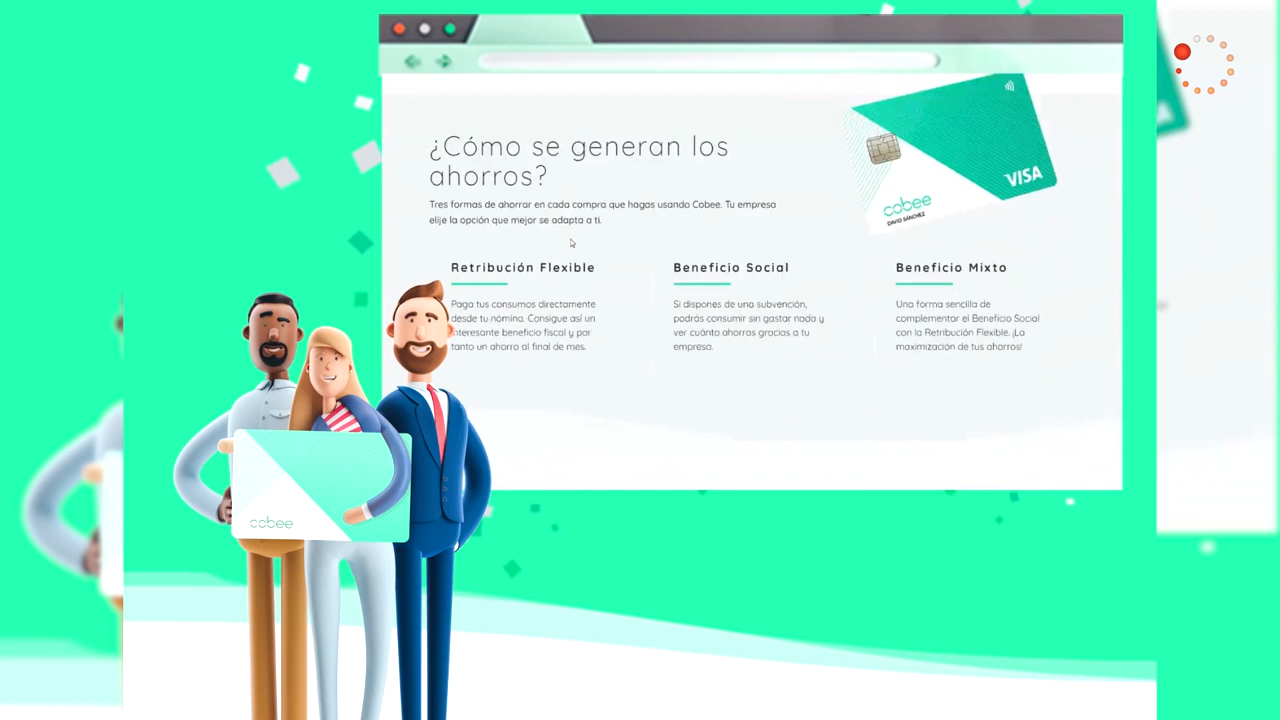 ¿Cómo se generan los
ahorros?
Tres formas de ahorrar en cada compra que hagas usando Cobee. Tu empresa
elije la opción que mejor se adapta a ti.
VISA
cobee
DAVID SÁNCHEZ
Retribución Flexible
Paga tus consumos directamente
desde tu nómina. Consigue así un
interesante beneficio fiscal y por
tanto un ahorro al final de mes.
Beneficio Social
Si dispones de una subvención,
podrás consumir sin gastar nada y
ver cuánto ahorras gracias a tu
empresa.
Beneficio Mixto
Una forma sencilla de
complementar el Beneficio Social
con la Retribución Flexible. ¡La
maximización de tus ahorros!
cobee